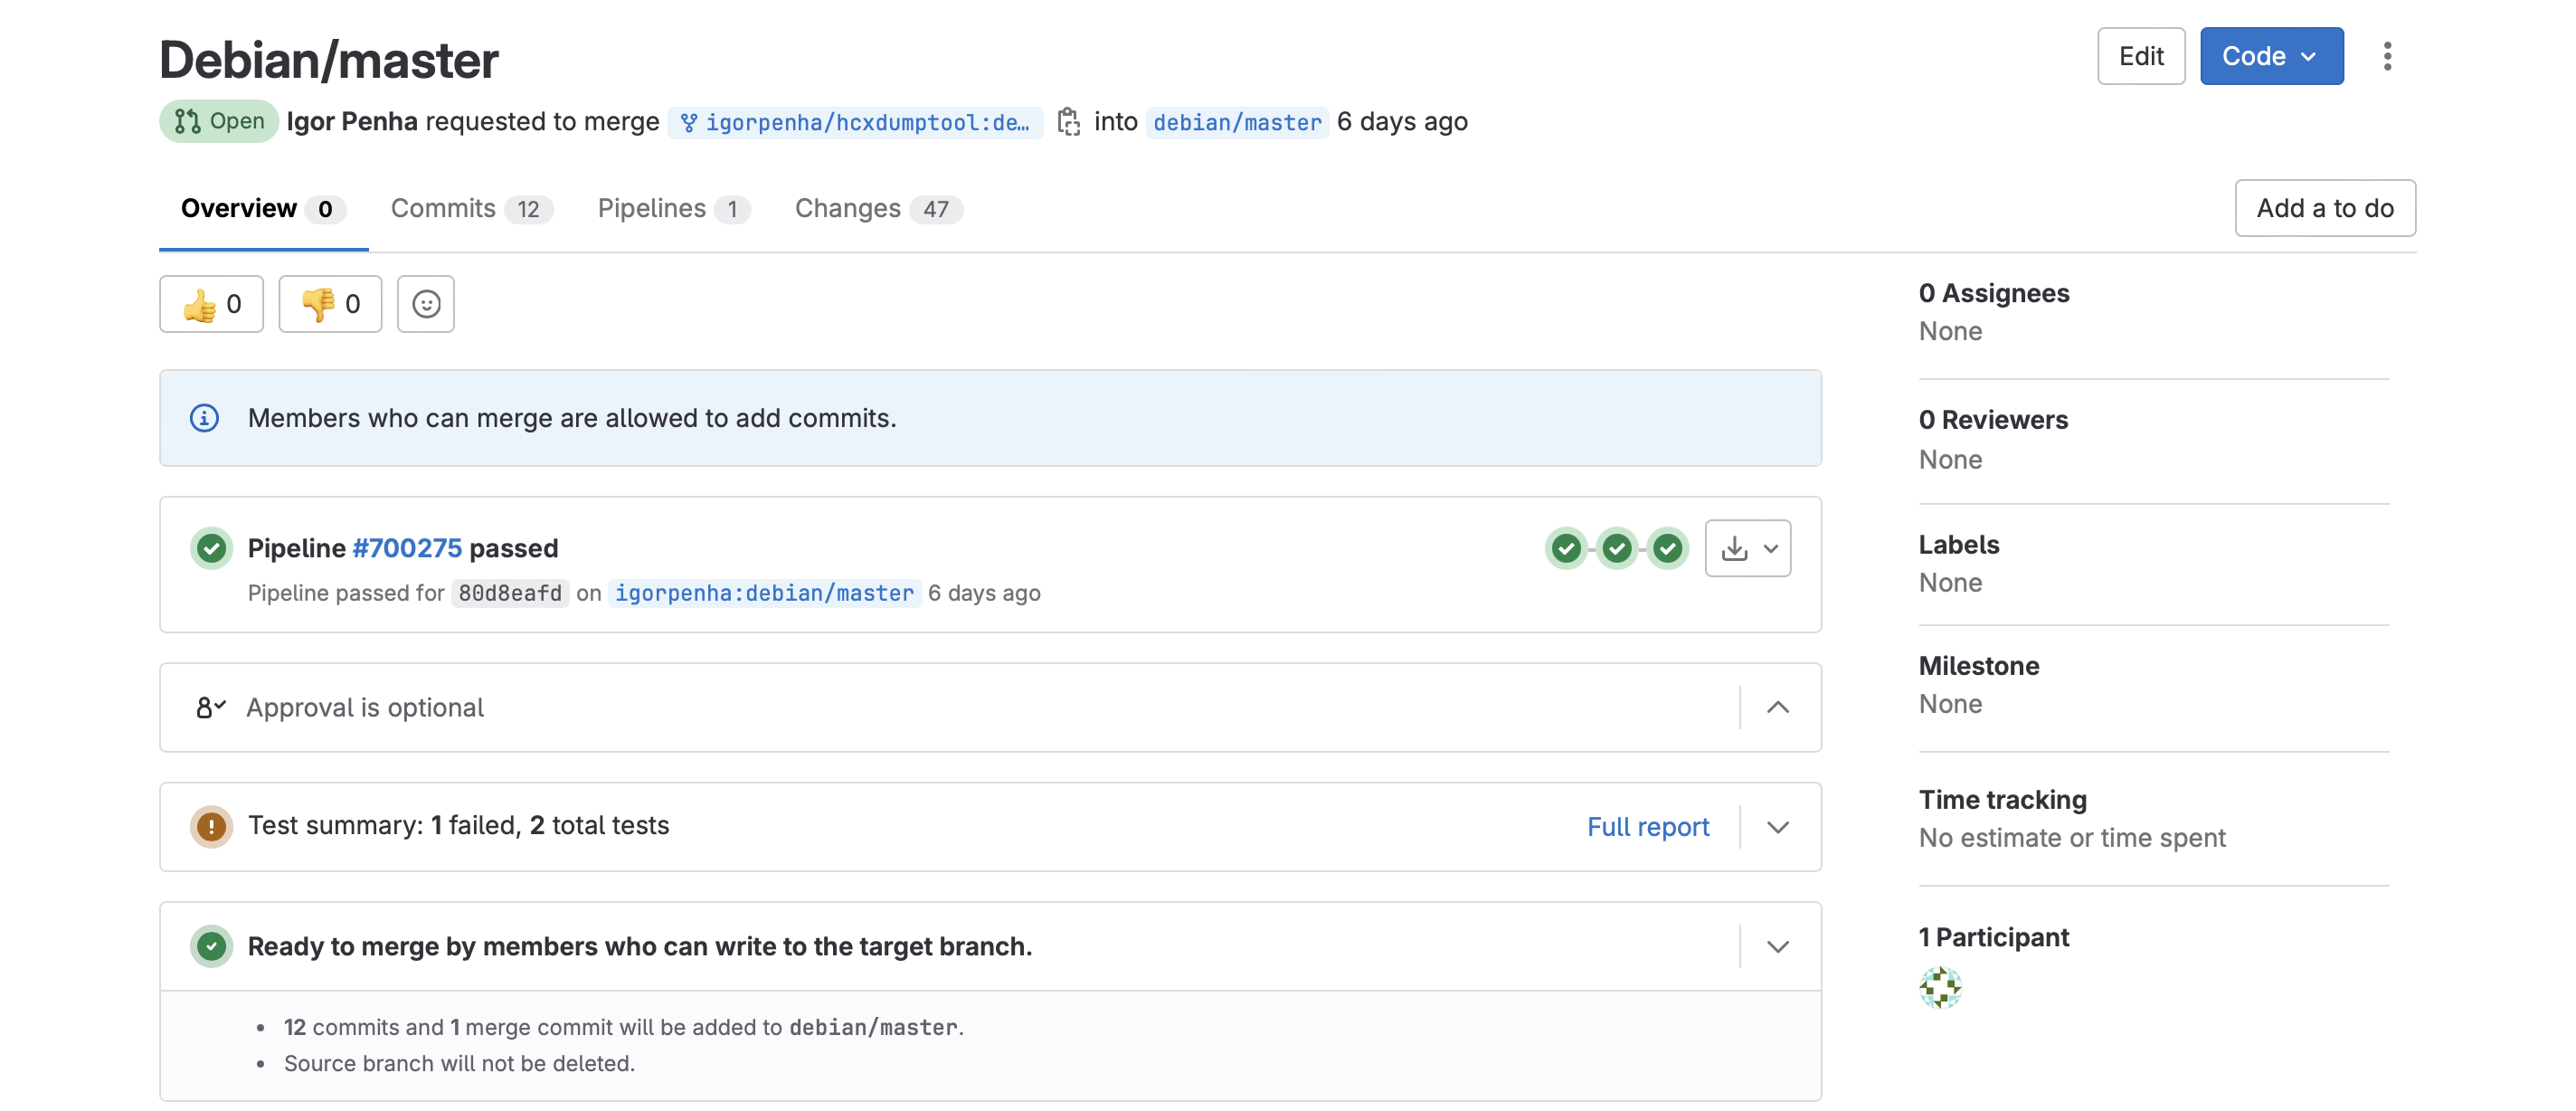 Debian/master
Edit
Code
Open Igor Penha requested to merge igorpenha/hcxdumptool:de… into debian/master 6 days ago
Overview 0
Commits 12
Pipelines 1
Changes 47
Add a to do
0
0
Members who can merge are allowed to add commits.
Pipeline #700275 passed
Pipeline passed for 80d8eafd on igorpenha:debian/master 6 days ago
Approval is optional
Test summary: 1 failed, 2 total tests
Full report
Ready to merge by members who can write to the target branch.
• 12 commits and 1 merge commit will be added to debian/master.
• Source branch will not be deleted.
0 Assignees
None
0 Reviewers
None
Labels
None
Milestone
None
Time tracking
No estimate or time spent
1 Participant